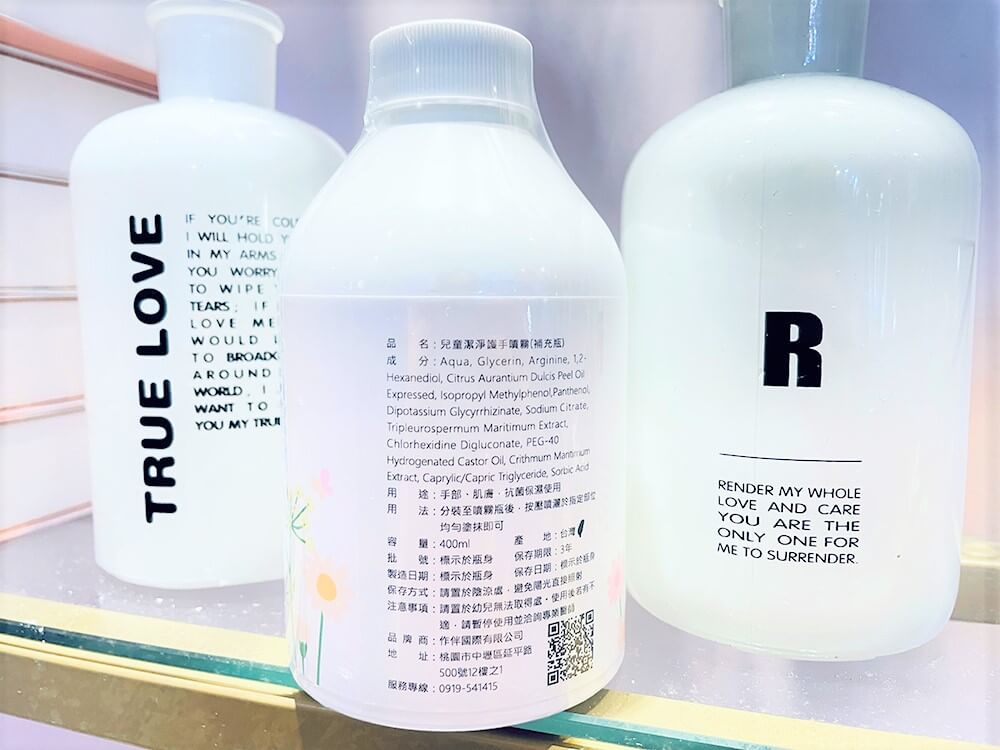 TRUE LOVE
IF YOU'RE
I WILL HOLD
IN MY ARMS
YOU WORRY
TO WIPE
TEARS; IF I
LOVE ME
WOULD
TO
AROUND
WORLD, I
WANT TO
YOU MY
品 名：兒童潔淨護手噴霧(補充瓶)
成 分：Aqua, Glycerin, Arginine, 1,2-
Hexanediol, Citrus Aurantium Dulcis Peel Oil
Expressed, Isopropyl Methylphenol,Panthenol,
Dipotassium Glycyrrhizinate, Sodium Citrate,
Tripleurospermum Maritimum Extract,
Chlorhexidine Digluconate, PEG-40
Hydrogenated Castor Oil, Crithmum Maritimum
Extract, Caprylic/Capric Triglyceride, Sorbic Acid
用 途：手部、肌膚，抗菌保濕使用
用 法：分裝至噴霧瓶後，按壓噴灑於指定部位
均勻塗抹即可
容 量：400ml 產 地：台灣
批 號：標示於瓶身 保存期限：3年
製造日期：標示於瓶身 保存日期：標示於瓶身
保存方式：請置於陰涼處，避免陽光直接照射
注意事項：請置於幼兒無法取得處，使用後若有不
適，請暫停使用並洽詢專業醫師
品 牌 商：作伴國際有限公司
地 址：桃園市中壢區延平路
500號12樓之1
服務專線：0919-541415
R
RENDER MY WHOLE
LOVE AND CARE
YOU ARE THE
ONLY ONE FOR
ME TO SURRENDER.